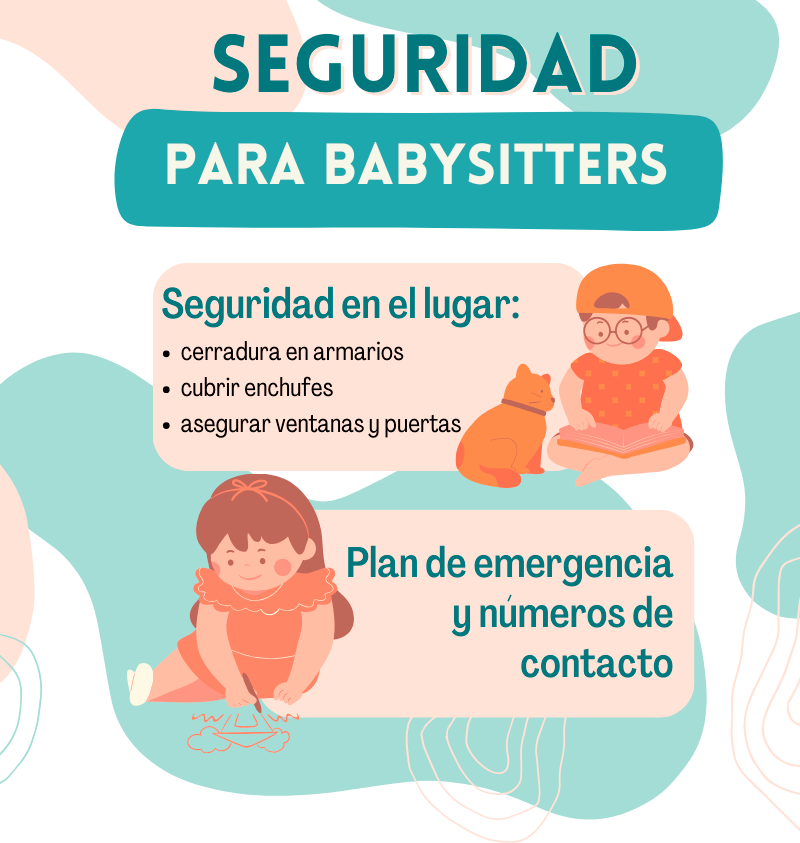 SEGURIDAD
PARA BABYSITTERS
Seguridad en el lugar:
• cerradura en armarios
• cubrir enchufes
• asegurar ventanas y puertas
Plan de emergencia
y números de
contacto